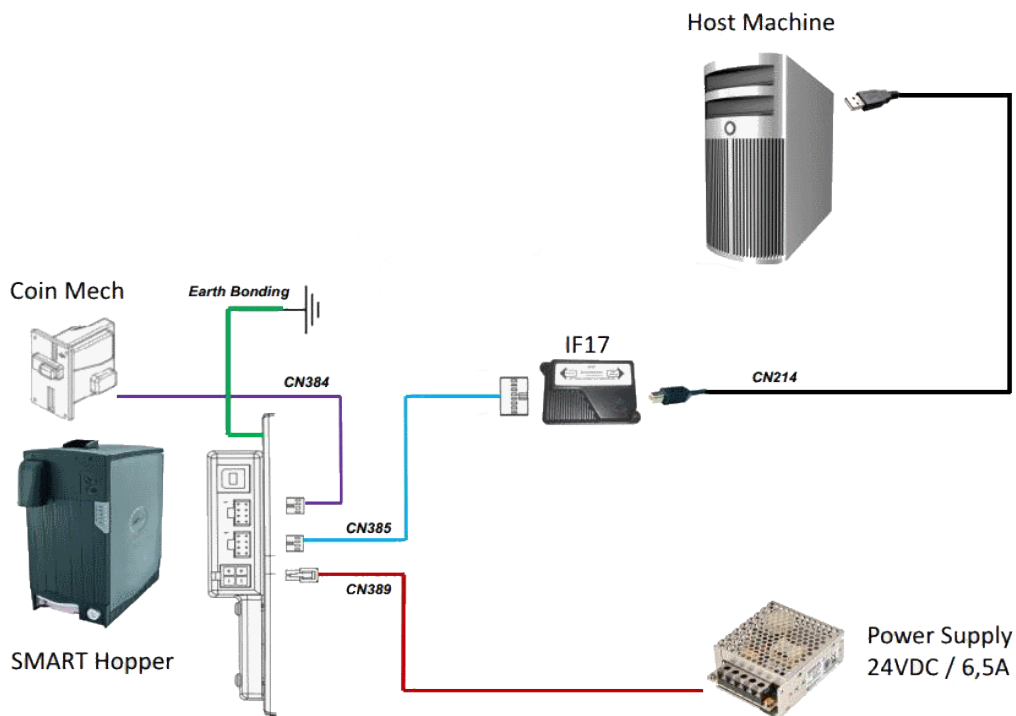 Host Machine
Coin Mech
Earth Bonding
IF17
CN384
CN214
CN385
CN389
SMART Hopper
Power Supply
24VDC / 6,5A